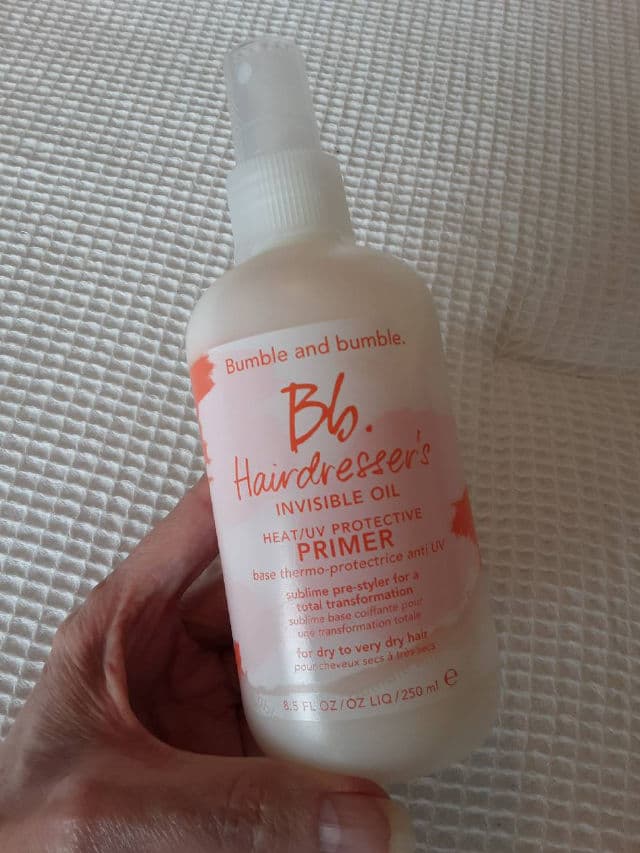 Bumble and bumble.
Bb.
Hairdresser's
INVISIBLE OIL
HEAT/UV PROTECTIVE
PRIMER
base thermo-protectrice anti UV
sublime pre-styler for a
total transformation
sublime base coiffante pour
une transformation totale
for dry to very dry hair
pour cheveux secs à très secs
8.5 FL OZ/OZ LIQ/250 ml ℮